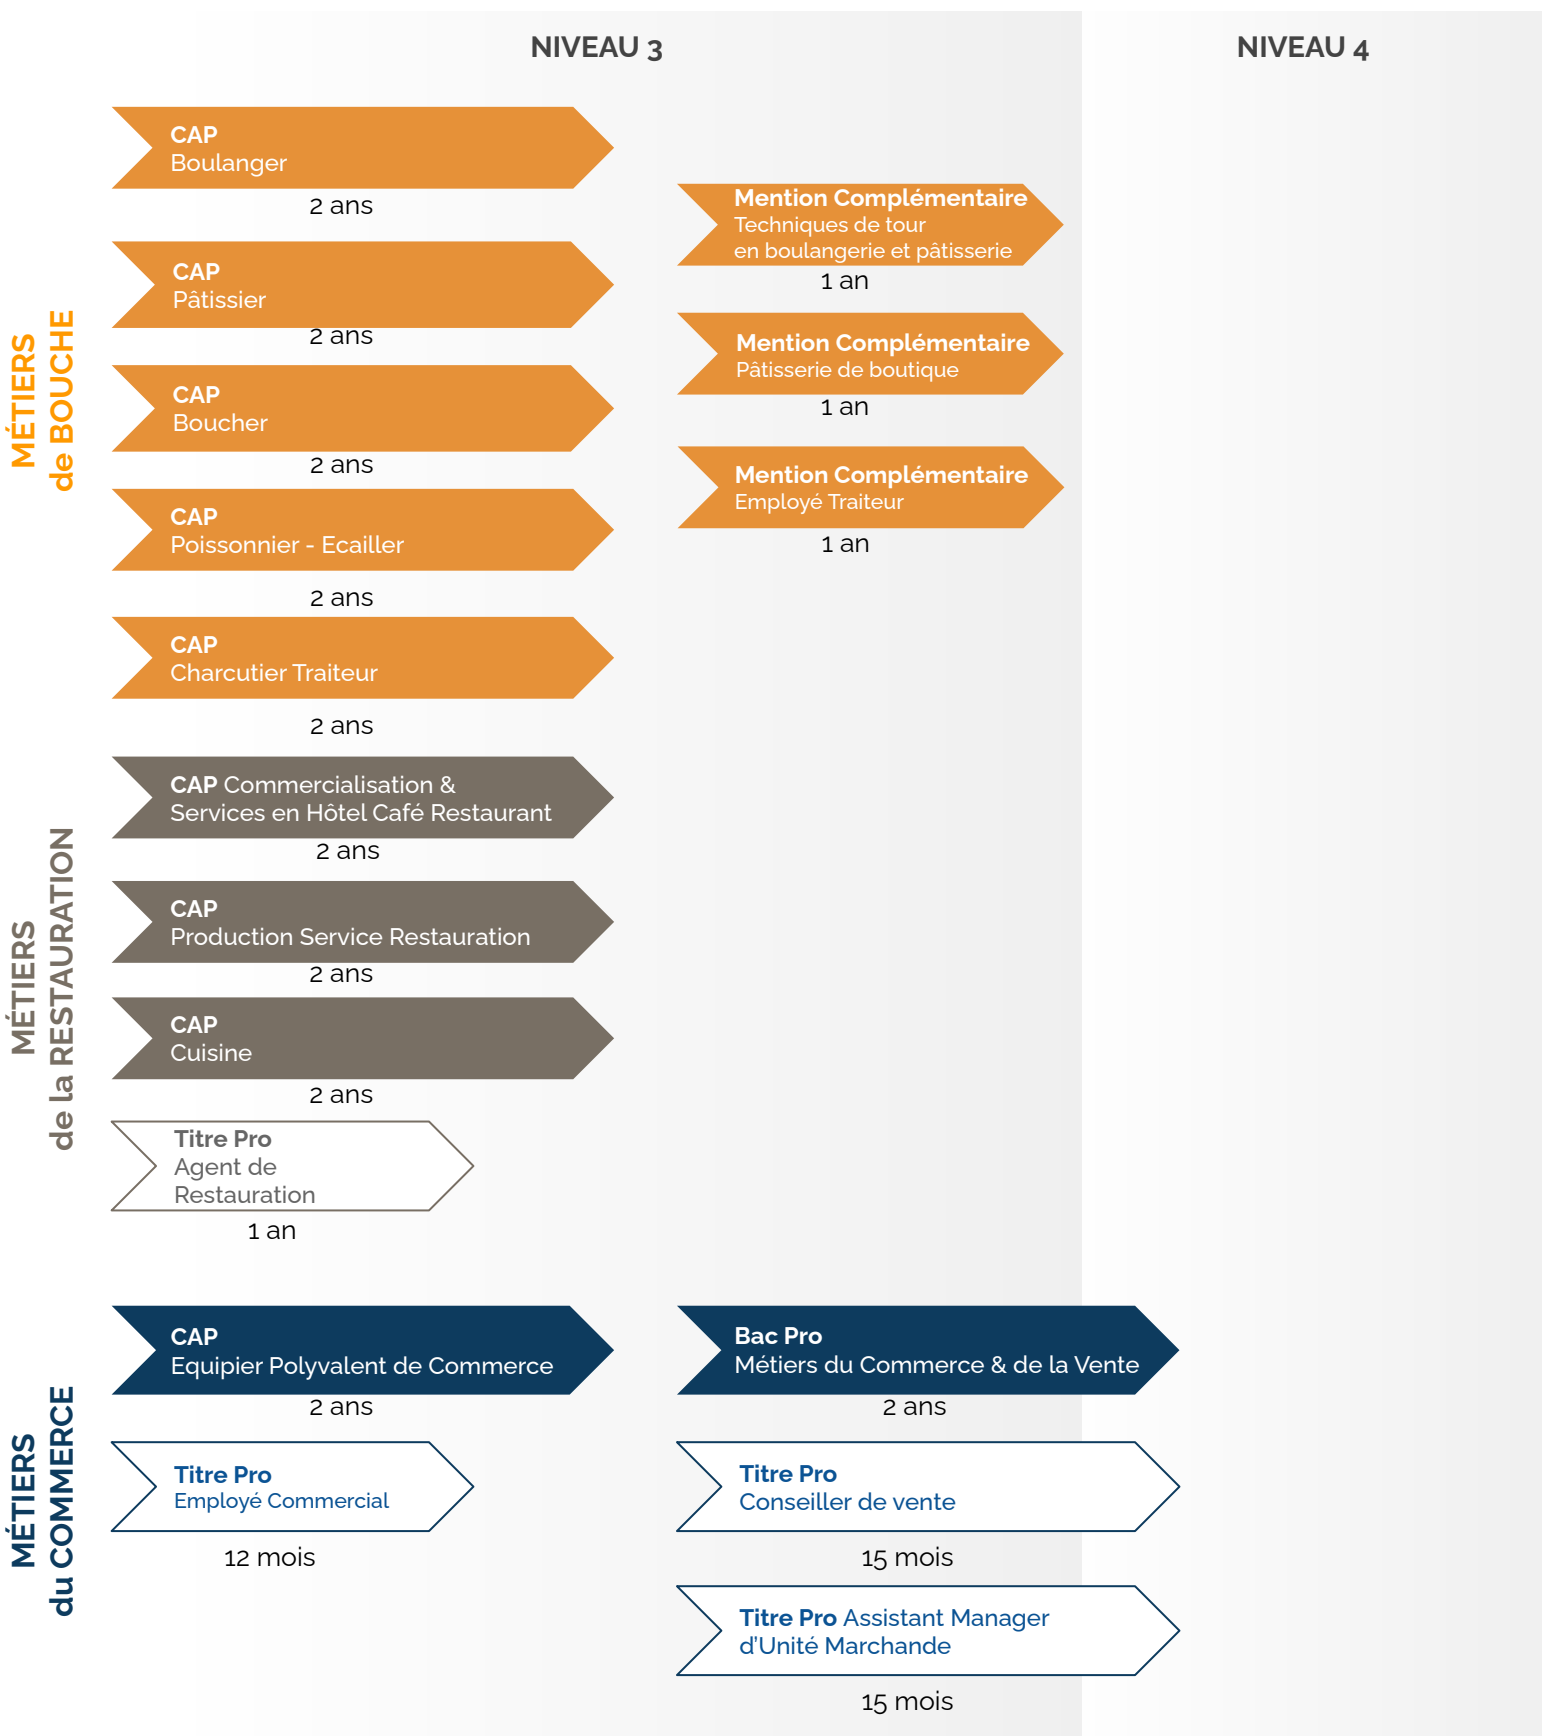 NIVEAU 3
NIVEAU 4
MÉTIERS
de BOUCHE
CAP
Boulanger
2 ans
CAP
Pâtissier
2 ans
CAP
Boucher
2 ans
CAP
Poissonnier - Ecailler
2 ans
CAP
Charcutier Traiteur
2 ans
Mention Complémentaire
Techniques de tour
en boulangerie et pâtisserie
1 an
Mention Complémentaire
Pâtisserie de boutique
1 an
Mention Complémentaire
Employé Traiteur
1 an
MÉTIERS
de la RESTAURATION
CAP Commercialisation &
Services en Hôtel Café Restaurant
2 ans
CAP
Production Service Restauration
2 ans
CAP
Cuisine
2 ans
Titre Pro
Agent de
Restauration
1 an
MÉTIERS
du COMMERCE
CAP
Equipier Polyvalent de Commerce
2 ans
Titre Pro
Employé Commercial
12 mois
Bac Pro
Métiers du Commerce & de la Vente
2 ans
Titre Pro
Conseiller de vente
15 mois
Titre Pro Assistant Manager
d'Unité Marchande
15 mois